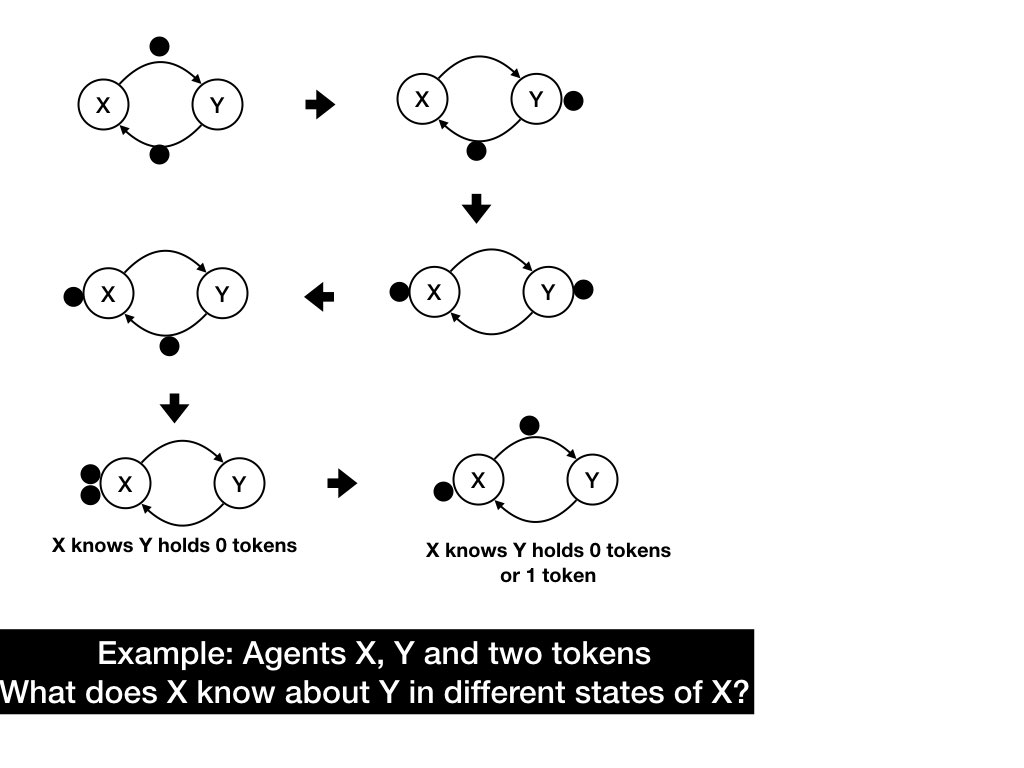 X
Y
X
Y
X
Y
X
Y
X
Y
X
Y
X knows Y holds 0 tokens
X knows Y holds 0 tokens
or 1 token
Example: Agents X, Y and two tokens
What does X know about Y in different states of X?